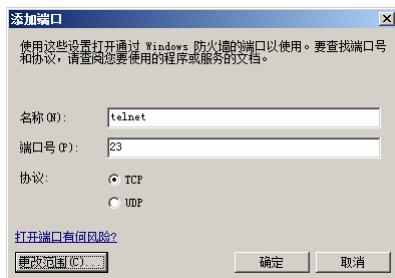 添加端口
使用这些设置打开通过 Windows 防火墙的端口以使用。要查找端口号
和协议，请查阅您要使用的程序或服务的文档。
名称(N):
telnet
端口号(P):
23
协议:
TCP
UDP
打开端口有何风险?
更改范围(C)...
确定
取消